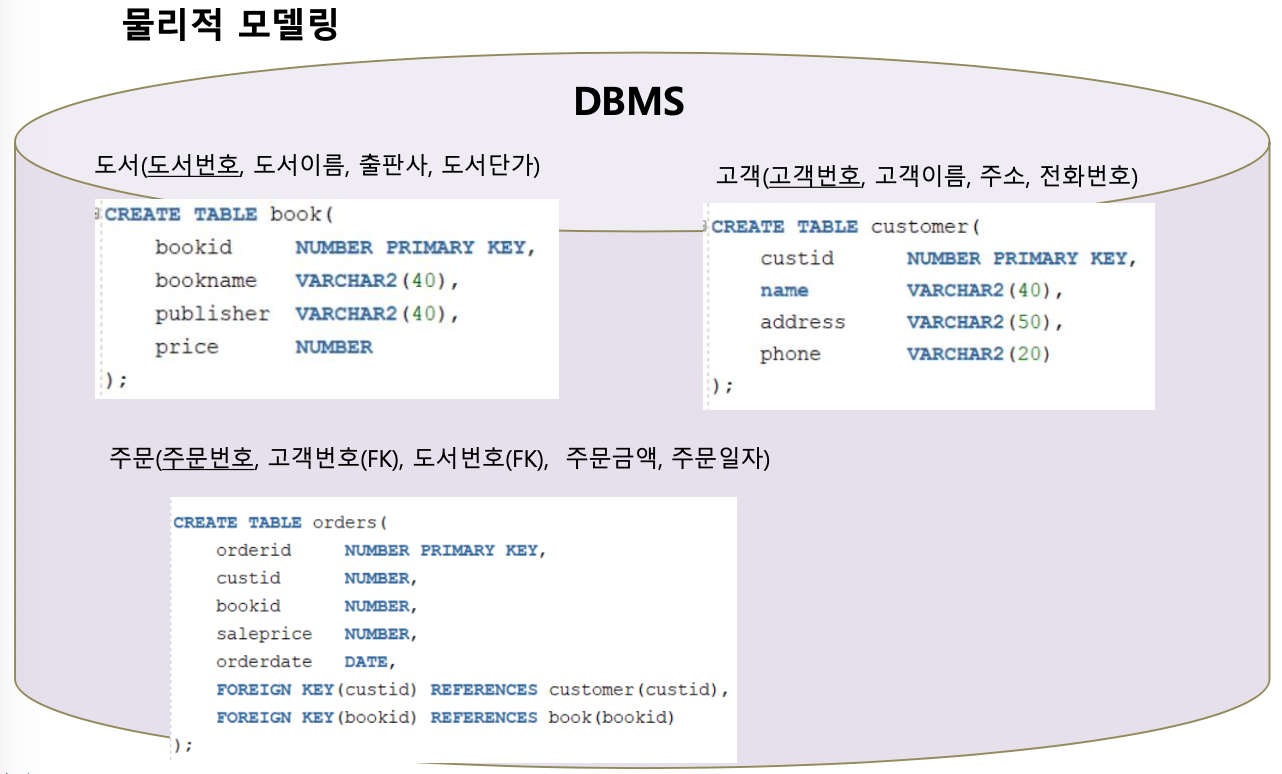 물리적 모델링
DBMS
도서(도서번호, 도서이름, 출판사, 도서단가)
CREATE TABLE book(
bookid NUMBER PRIMARY KEY,
bookname VARCHAR2(40),
publisher VARCHAR2(40),
price NUMBER
);
고객(고객번호, 고객이름, 주소, 전화번호)
CREATE TABLE customer(
custid NUMBER PRIMARY KEY,
name VARCHAR2(40),
address VARCHAR2(50),
phone VARCHAR2(20)
);
주문(주문번호, 고객번호(FK), 도서번호(FK), 주문금액, 주문일자)
CREATE TABLE orders(
orderid NUMBER PRIMARY KEY,
custid NUMBER,
bookid NUMBER,
saleprice NUMBER,
orderdate DATE,
FOREIGN KEY(custid) REFERENCES customer(custid),
FOREIGN KEY(bookid) REFERENCES book(bookid)
);